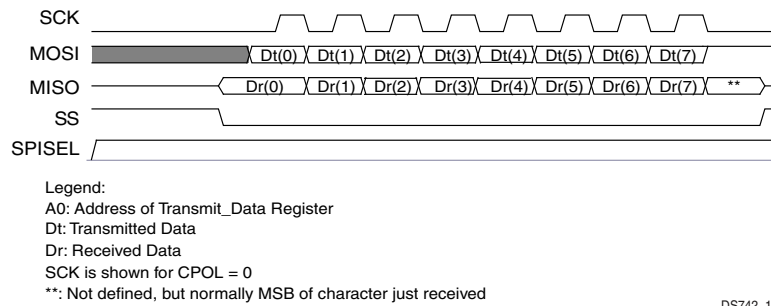 SCK
MOSI Dt(0) Dt(1) Dt(2) Dt(3) Dt(4) Dt(5) Dt(6) Dt(7)
MISO Dr(0) Dr(1) Dr(2) Dr(3) Dr(4) Dr(5) Dr(6) Dr(7) **
SS
SPISEL
Legend:
A0: Address of Transmit_Data Register
Dt: Transmitted Data
Dr: Received Data
SCK is shown for CPOL = 0
**: Not defined, but normally MSB of character just received
DS742_1